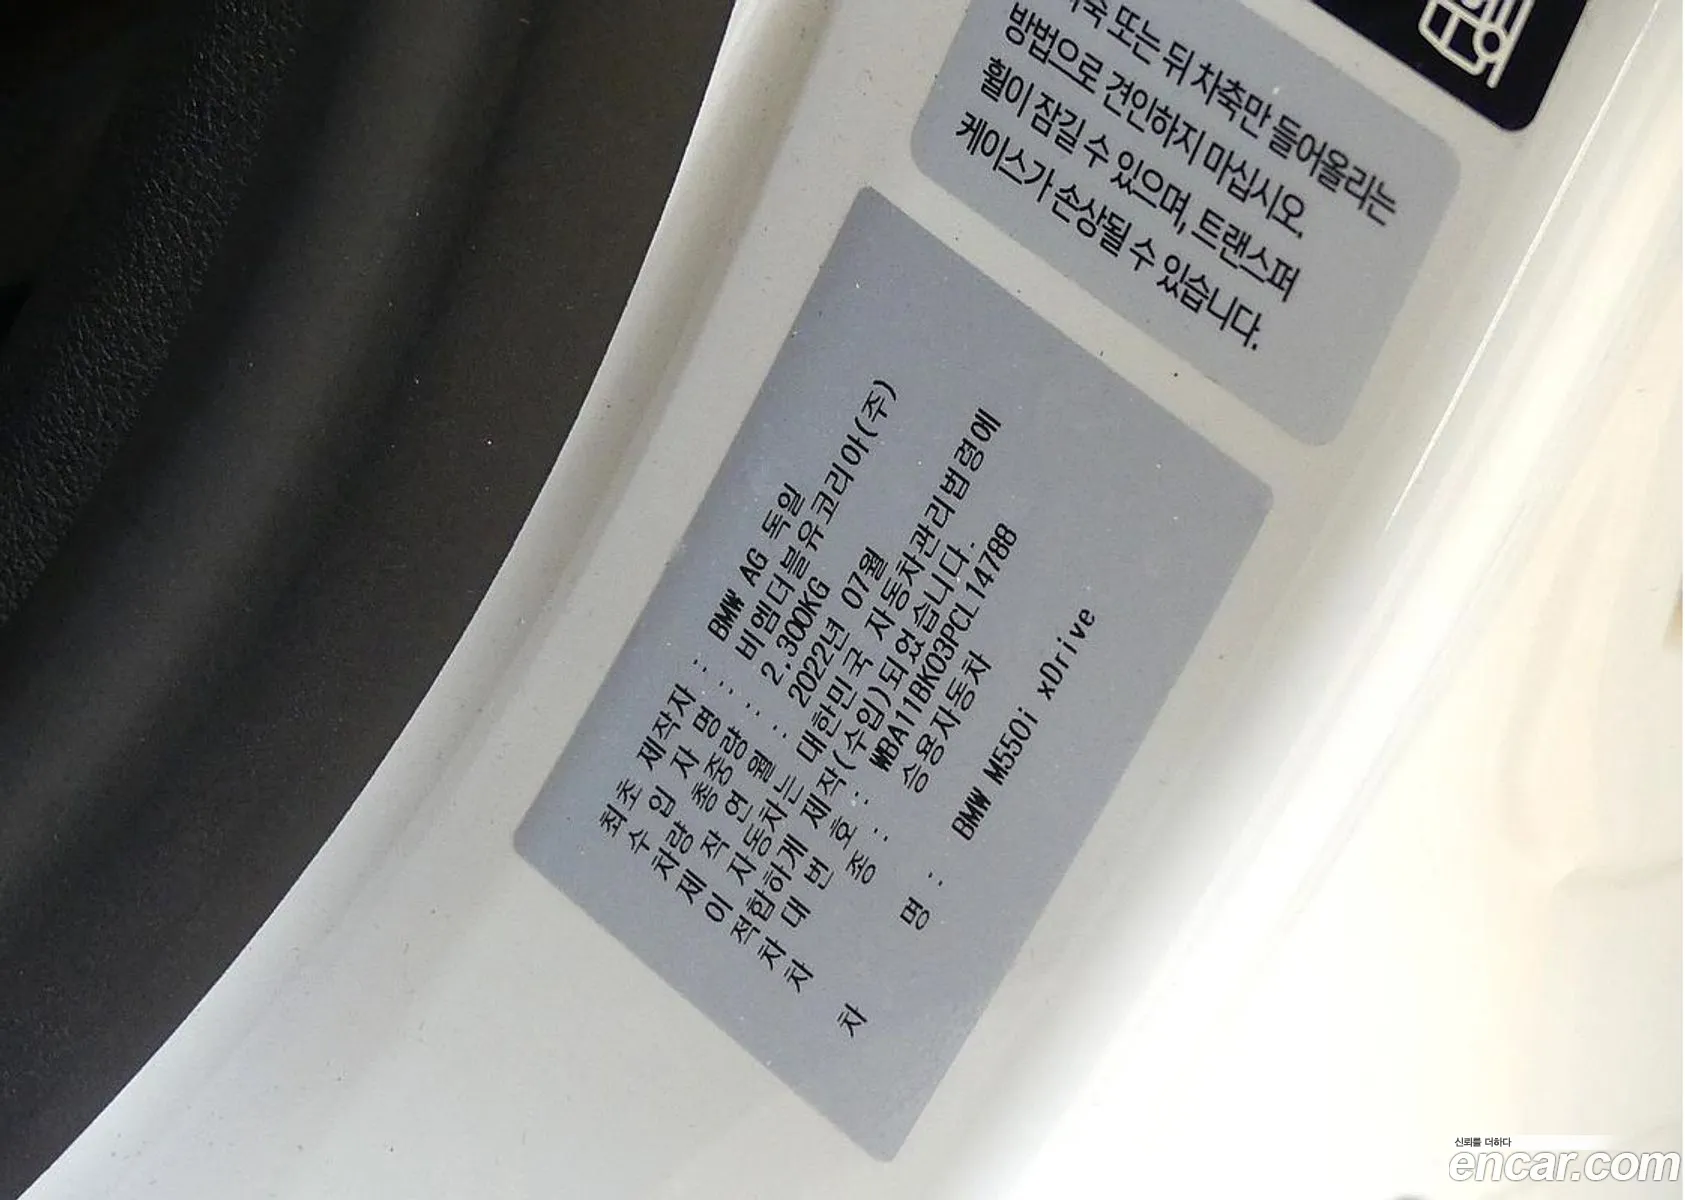 또는 뒤 차축만 들어올리는
방법으로 견인하지 마십시오.
휠이 잠길 수 있으며, 트랜스퍼
케이스가 손상될 수 있습니다.
최초 제작자 : BMW AG 독일
수 입 자 명 : 비엠더블유코리아(주)
차량 총중량 : 2,300KG
제 작 연 월 : 2022년 07월
이 자동차는 대한민국 자동차관리법령에
적합하게 제작(수입)되었습니다.
차 대 번 호 : WBA11BK03PCL14788
차 종 : 승용자동차
차 명 : BMW M550i xDrive
신뢰를 더하다
encar.com